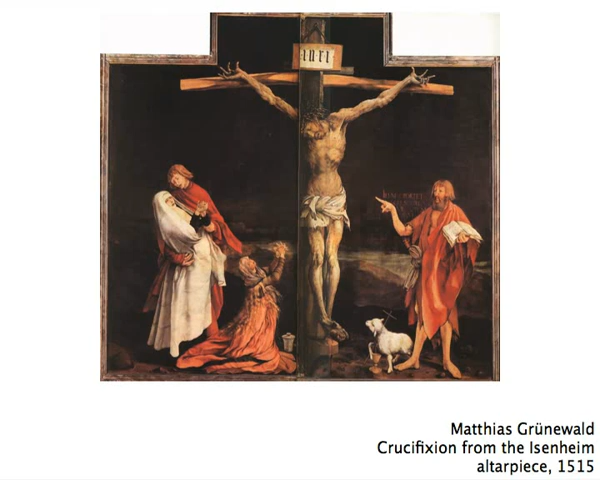 INRI
Matthias Grünewald
Crucifixion from the Isenheim
altarpiece, 1515